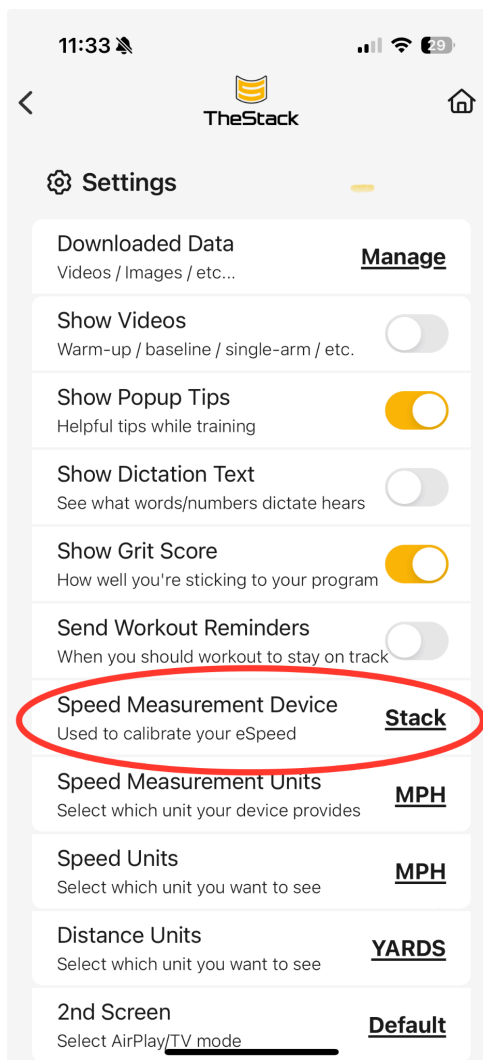 11:33
29
TheStack
Settings
Downloaded Data
Videos / Images / etc...
Manage
Show Videos
Warm-up / baseline / single-arm / etc.
Show Popup Tips
Helpful tips while training
Show Dictation Text
See what words/numbers dictate hears
Show Grit Score
How well you're sticking to your program
Send Workout Reminders
When you should workout to stay on track
Speed Measurement Device
Used to calibrate your eSpeed
Stack
Speed Measurement Units
Select which unit your device provides
MPH
Speed Units
Select which unit you want to see
MPH
Distance Units
Select which unit you want to see
YARDS
2nd Screen
Select AirPlay/TV mode
Default